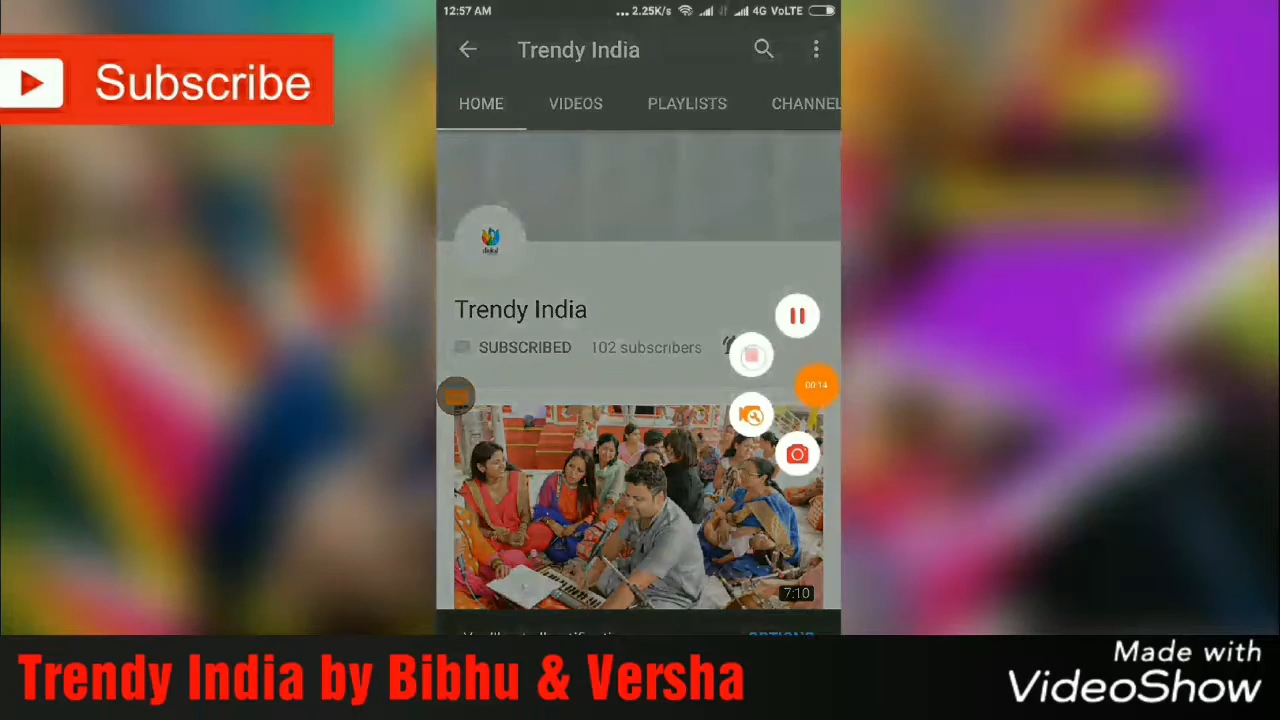 12:57 AM
... 2.25K/s 4G VoLTE
Subscribe
Trendy India
HOME VIDEOS PLAYLISTS CHANNEL
Trendy India
SUBSCRIBED 102 subscribers
00:14
7:10
OPTIONS
Trendy India by Bibhu & Versha
Made with
VideoShow